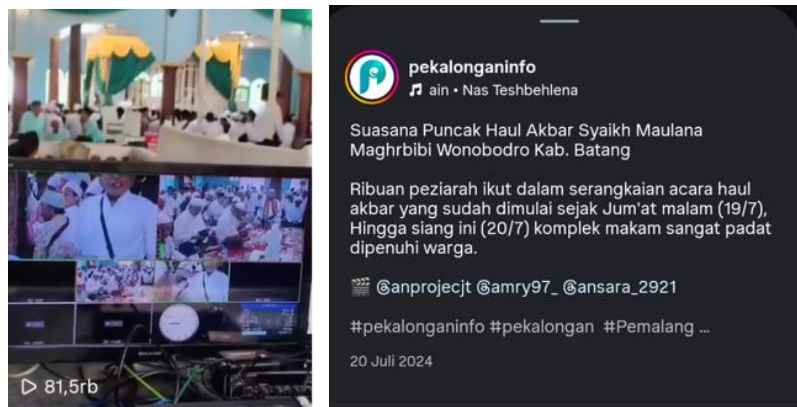 81,5rb
pekalonganinfo
ain • Nas Teshbehlena
Suasana Puncak Haul Akbar Syaikh Maulana
Maghrbibi Wonobodro Kab. Batang
Ribuan peziarah ikut dalam serangkaian acara haul
akbar yang sudah dimulai sejak Jum'at malam (19/7),
Hingga siang ini (20/7) komplek makam sangat padat
dipenuhi warga.
🎬 @anprojecjt @amry97_ @ansara_2921
#pekalonganinfo #pekalongan #Pemalang ...
20 Juli 2024